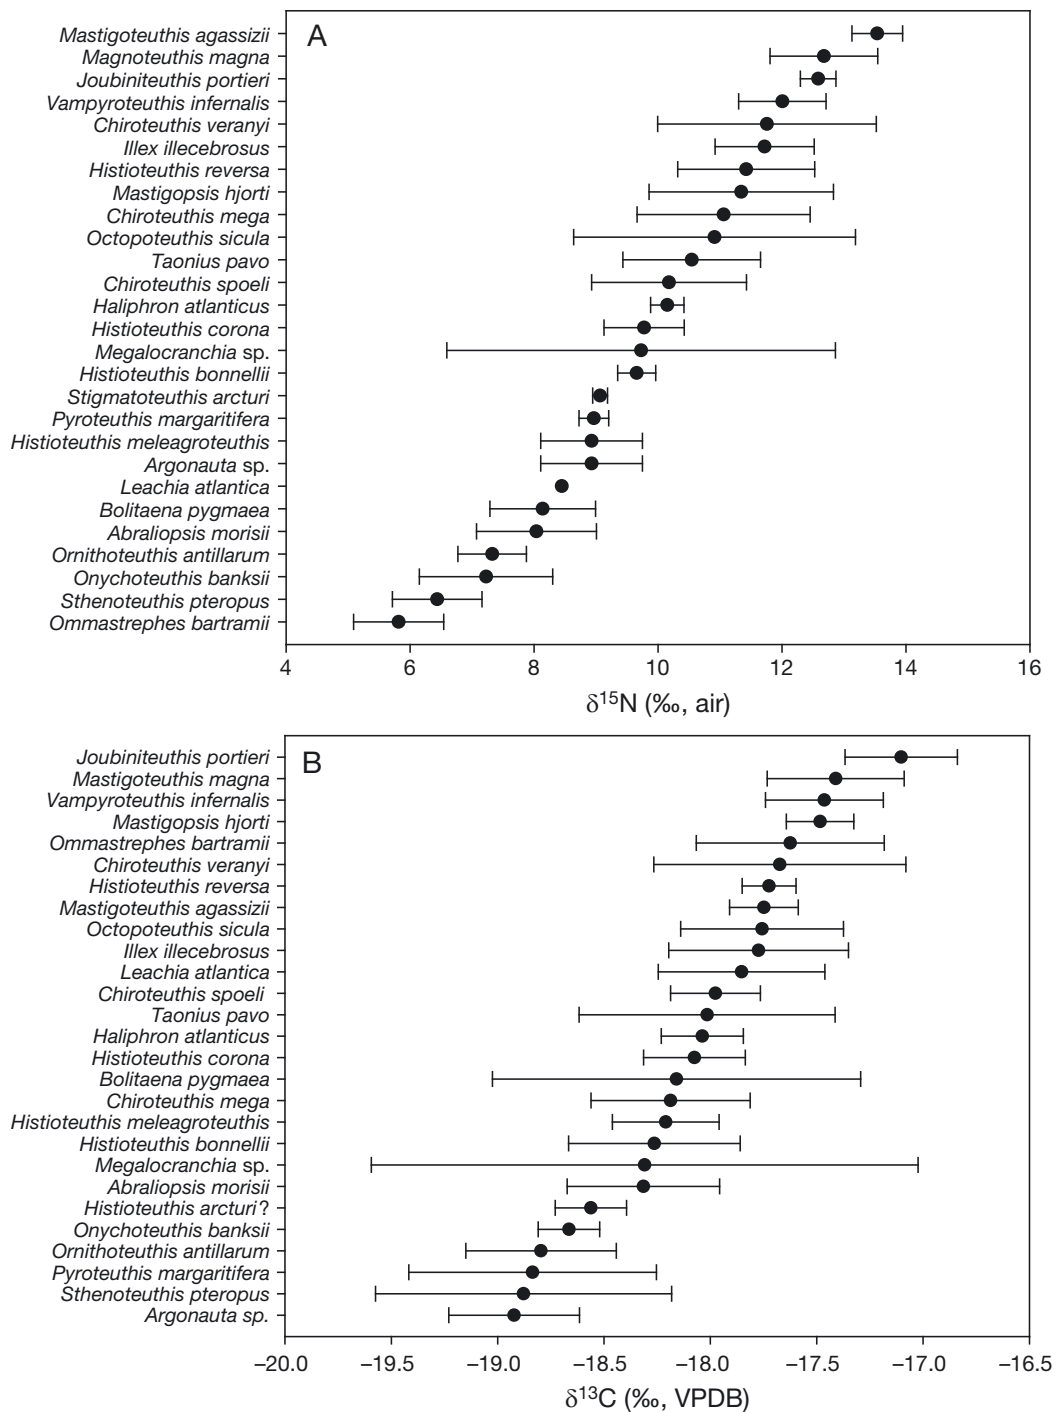 A
Mastigoteuthis agassizii
Magnoteuthis magna
Joubiniteuthis portieri
Vampyroteuthis infernalis
Chiroteuthis veranyi
Illex illecebrosus
Histioteuthis reversa
Mastigopsis hjorti
Chiroteuthis mega
Octopoteuthis sicula
Taonius pavo
Chiroteuthis spoeli
Haliphron atlanticus
Histioteuthis corona
Megalocranchia sp.
Histioteuthis bonnellii
Stigmatoteuthis arcturi
Pyroteuthis margaritifera
Histioteuthis meleagroteuthis
Argonauta sp.
Leachia atlantica
Bolitaena pygmaea
Abraliopsis morisii
Ornithoteuthis antillarum
Onychoteuthis banksii
Sthenoteuthis pteropus
Ommastrephes bartramii
4 6 8 10 12 14 16
δ¹⁵N (‰, air)
B
Joubiniteuthis portieri
Mastigoteuthis magna
Vampyroteuthis infernalis
Mastigopsis hjorti
Ommastrephes bartramii
Chiroteuthis veranyi
Histioteuthis reversa
Mastigoteuthis agassizii
Octopoteuthis sicula
Illex illecebrosus
Leachia atlantica
Chiroteuthis spoeli
Taonius pavo
Haliphron atlanticus
Histioteuthis corona
Bolitaena pygmaea
Chiroteuthis mega
Histioteuthis meleagroteuthis
Histioteuthis bonnellii
Megalocranchia sp.
Abraliopsis morisii
Histioteuthis arcturi?
Onychoteuthis banksii
Ornithoteuthis antillarum
Pyroteuthis margaritifera
Sthenoteuthis pteropus
Argonauta sp.
–20.0 –19.5 –19.0 –18.5 –18.0 –17.5 –17.0 –16.5
δ¹³C (‰, VPDB)